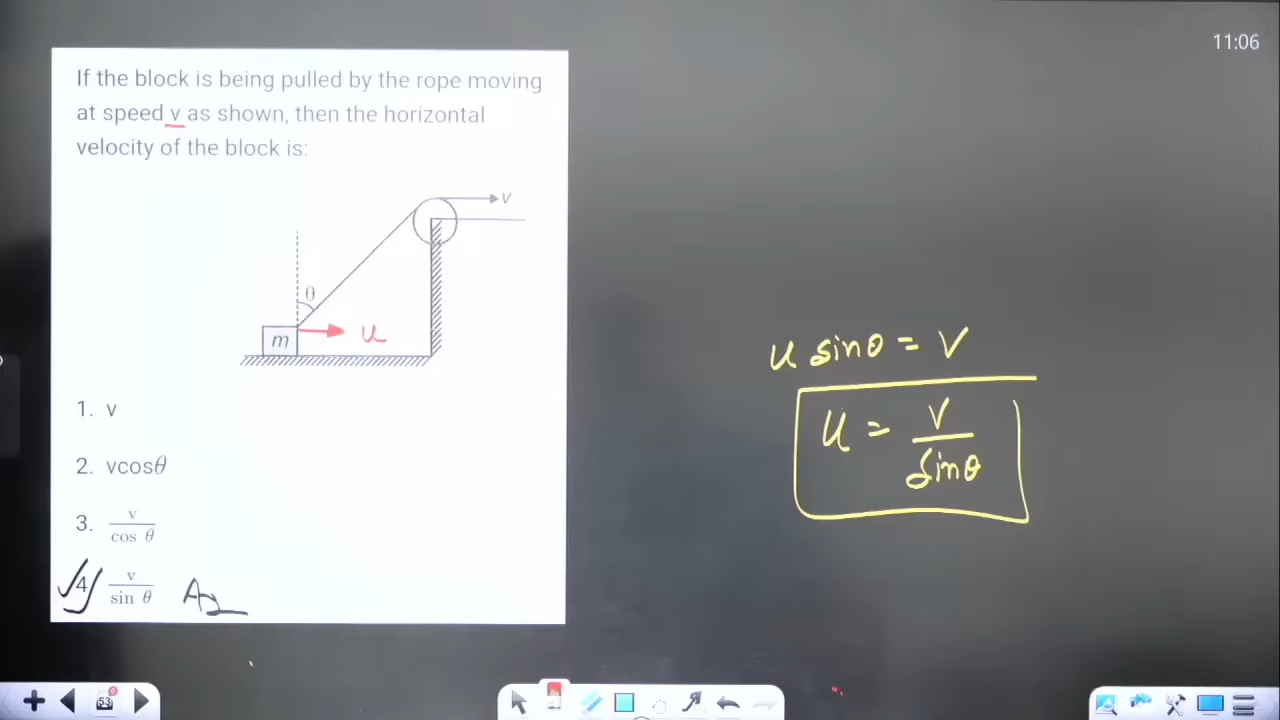 11:06
If the block is being pulled by the rope moving
at speed v as shown, then the horizontal
velocity of the block is:
v
θ
m
u
u sinθ = v
u = v / sinθ
1. v
2. vcosθ
3. v / cos θ
4. v / sin θ
53